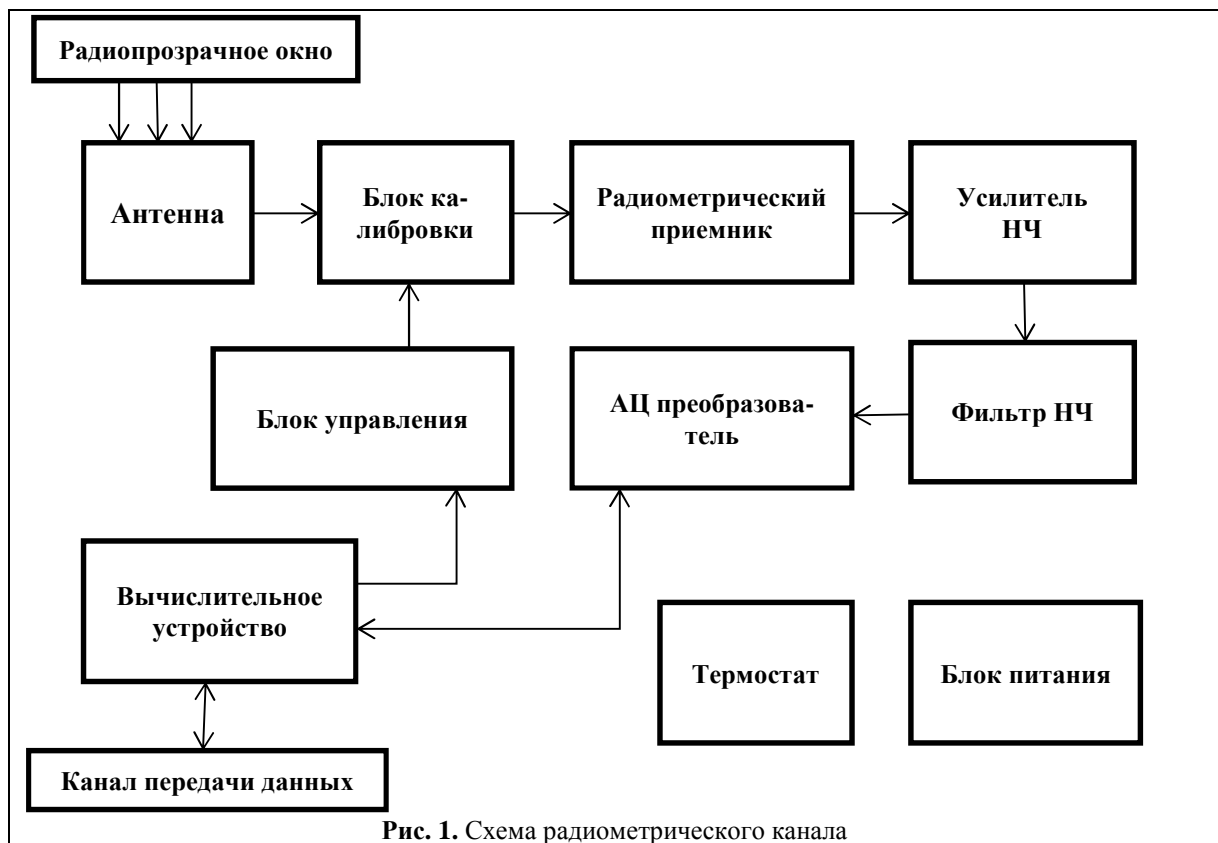 Радиопрозрачное окно
Антенна
Блок ка-
либровки
Радиометрический
приемник
Усилитель
НЧ
Блок управления
АЦ преобразова-
тель
Фильтр НЧ
Вычислительное
устройство
Термостат
Блок питания
Канал передачи данных
Рис. 1. Схема радиометрического канала